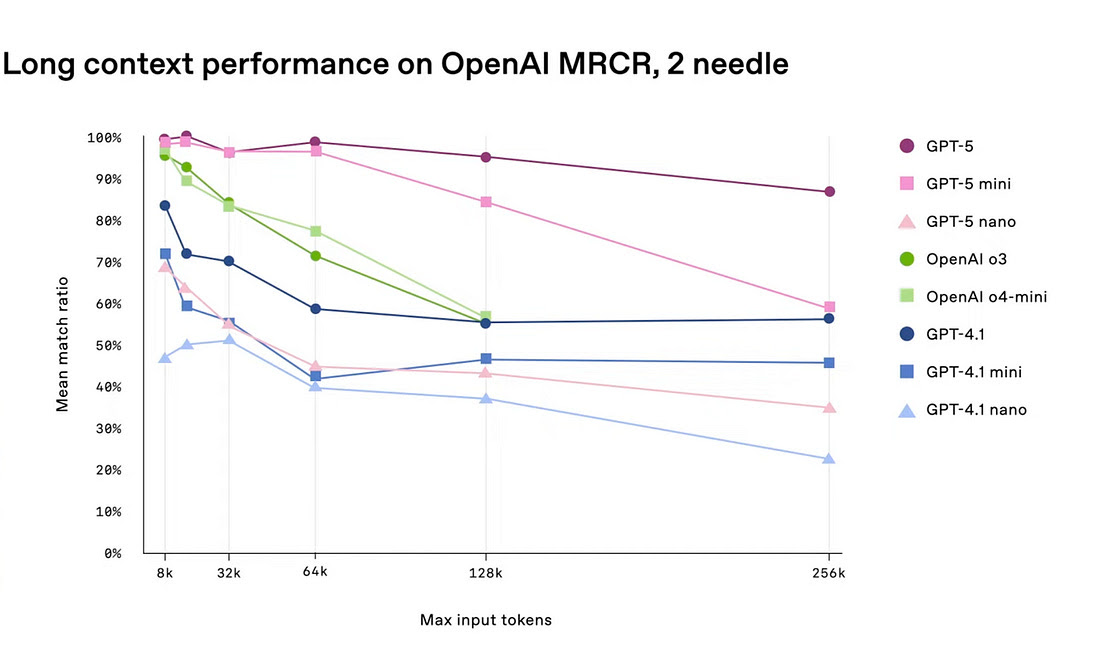 Long context performance on OpenAI MRCR, 2 needle
Mean match ratio
100%
90%
80%
70%
60%
50%
40%
30%
20%
10%
0%
8k 32k 64k 128k 256k
Max input tokens
GPT-5
GPT-5 mini
GPT-5 nano
OpenAI o3
OpenAI o4-mini
GPT-4.1
GPT-4.1 mini
GPT-4.1 nano